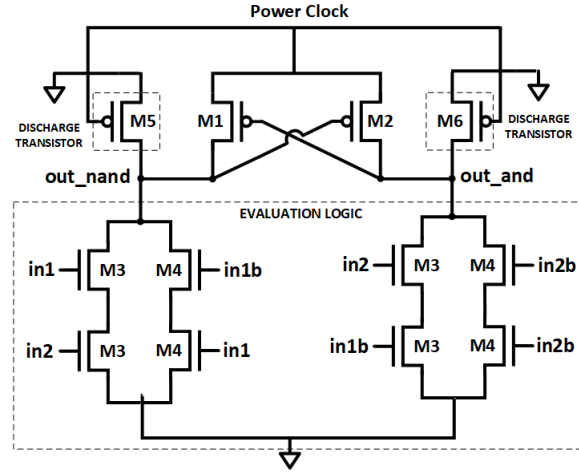 Power Clock
M5
M1
M2
M6
DISCHARGE
TRANSISTOR
DISCHARGE
TRANSISTOR
out_nand
out_and
EVALUATION LOGIC
in1
M3
M4
in1b
in2
M3
M4
in2b
in2
M3
M4
in1
in1b
M3
M4
in2b